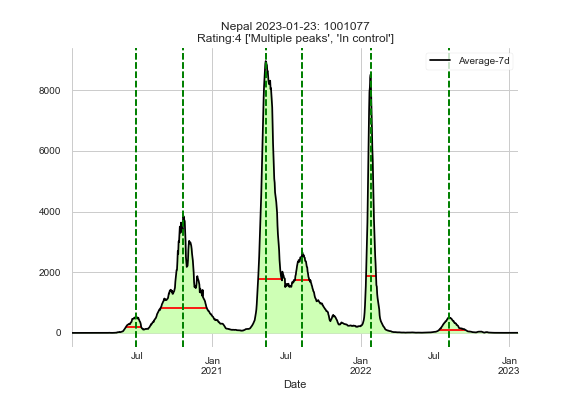 Nepal 2023-01-23: 1001077
Rating:4 ['Multiple peaks', 'In control']
Average-7d
8000
6000
4000
2000
0
Jul
Jan
2021
Jul
Jan
2022
Jul
Jan
2023
Date